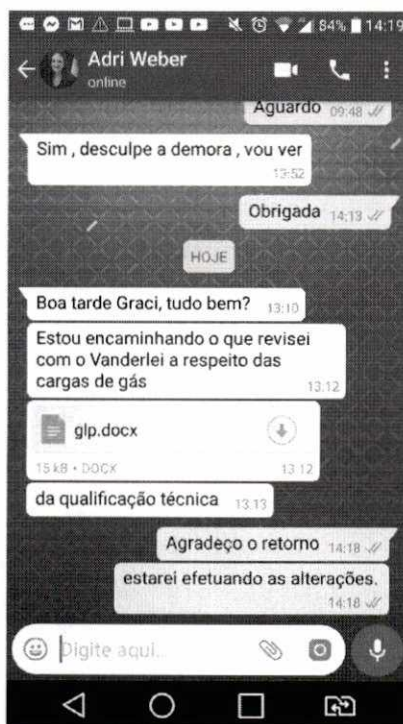 84% 14:19
Adri Weber
online
Aguardo 09:48
Sim , desculpe a demora , vou ver
13:52
Obrigada 14:13
HOJE
Boa tarde Graci, tudo bem? 13:10
Estou encaminhando o que revisei
com o Vanderlei a respeito das
cargas de gás 13:12
glp.docx
15 kB • DOCX 13:12
da qualificação técnica 13:13
Agradeço o retorno 14:18
estarei efetuando as alterações.
14:18
Digite aqui...